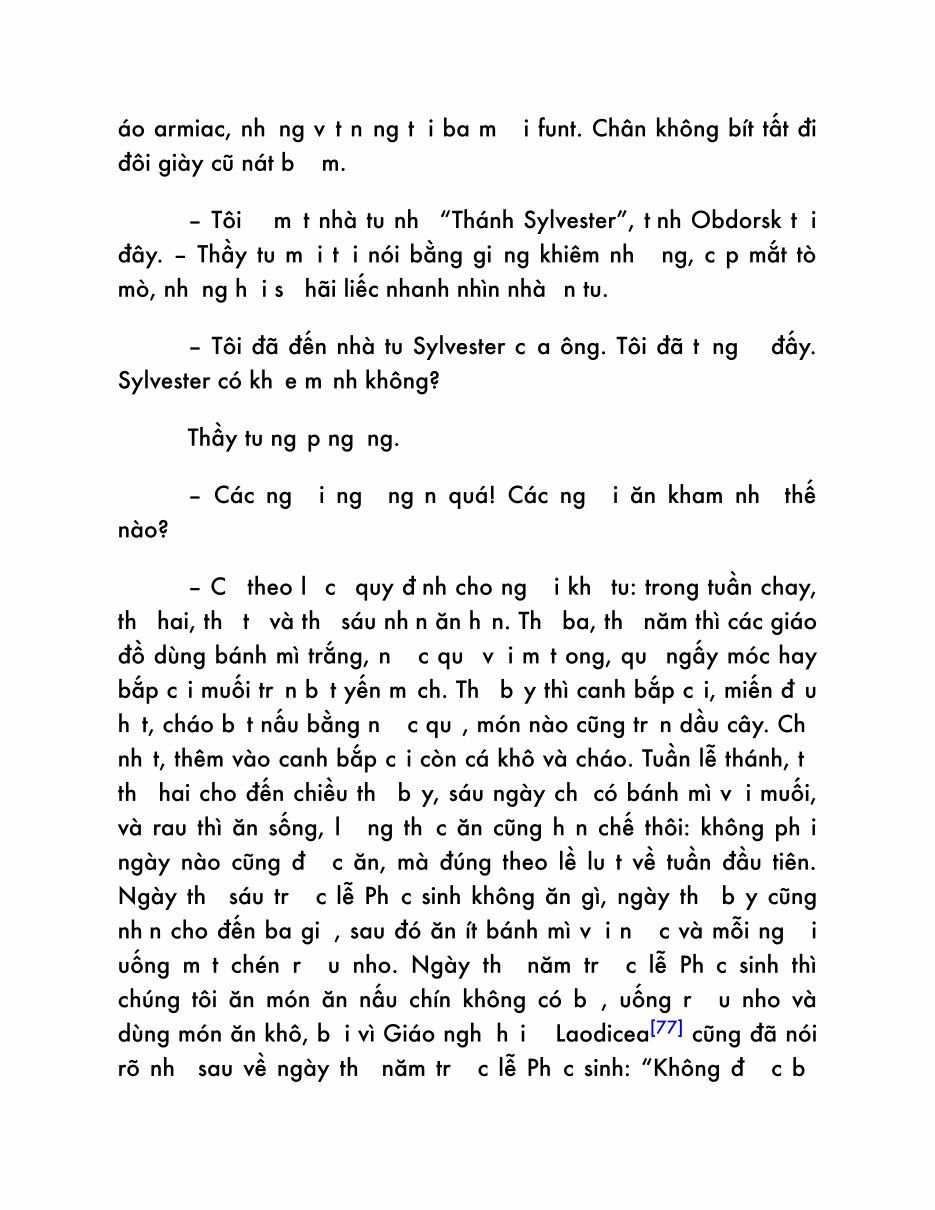 áo armiac, nh ng v t n ng t i ba m i funt. Chân không bít tất đi
đôi giày cũ nát b m.
– Tôi m t nhà tu nh “Thánh Sylvester”, t nh Obdorsk t i
đây. – Thầy tu m i t i nói bằng gi ng khiêm nh ng, c p mắt tò
mò, nh ng h i s hãi liếc nhanh nhìn nhà n tu.
– Tôi đã đến nhà tu Sylvester c a ông. Tôi đã t ng đấy.
Sylvester có kh e m nh không?
Thầy tu ng p ng ng.
– Các ng i ng ng n quá! Các ng i ăn kham nh thế
nào?
– C theo l c quy đ nh cho ng i kh tu: trong tuần chay,
th hai, th t và th sáu nh n ăn h n. Th ba, th năm thì các giáo
đồ dùng bánh mì trắng, n c qu v i m t ong, qu ngấy móc hay
bắp c i muối tr n b t yến m ch. Th b y thì canh bắp c i, miến đ u
h t, cháo b t nấu bằng n c qu , món nào cũng tr n dầu cây. Ch
nh t, thêm vào canh bắp c i còn cá khô và cháo. Tuần lễ thánh, t
th hai cho đến chiều th b y, sáu ngày ch có bánh mì v i muối,
và rau thì ăn sống, l ng th c ăn cũng h n chế thôi: không ph i
ngày nào cũng đ c ăn, mà đúng theo lề lu t về tuần đầu tiên.
Ngày th sáu tr c lễ Ph c sinh không ăn gì, ngày th b y cũng
nh n cho đến ba gi , sau đó ăn ít bánh mì v i n c và mỗi ng i
uống m t chén r u nho. Ngày th năm tr c lễ Ph c sinh thì
chúng tôi ăn món ăn nấu chín không có b , uống r u nho và
dùng món ăn khô, b i vì Giáo ngh h i Laodicea[77] cũng đã nói
rõ nh sau về ngày th năm tr c lễ Ph c sinh: “Không đ c b